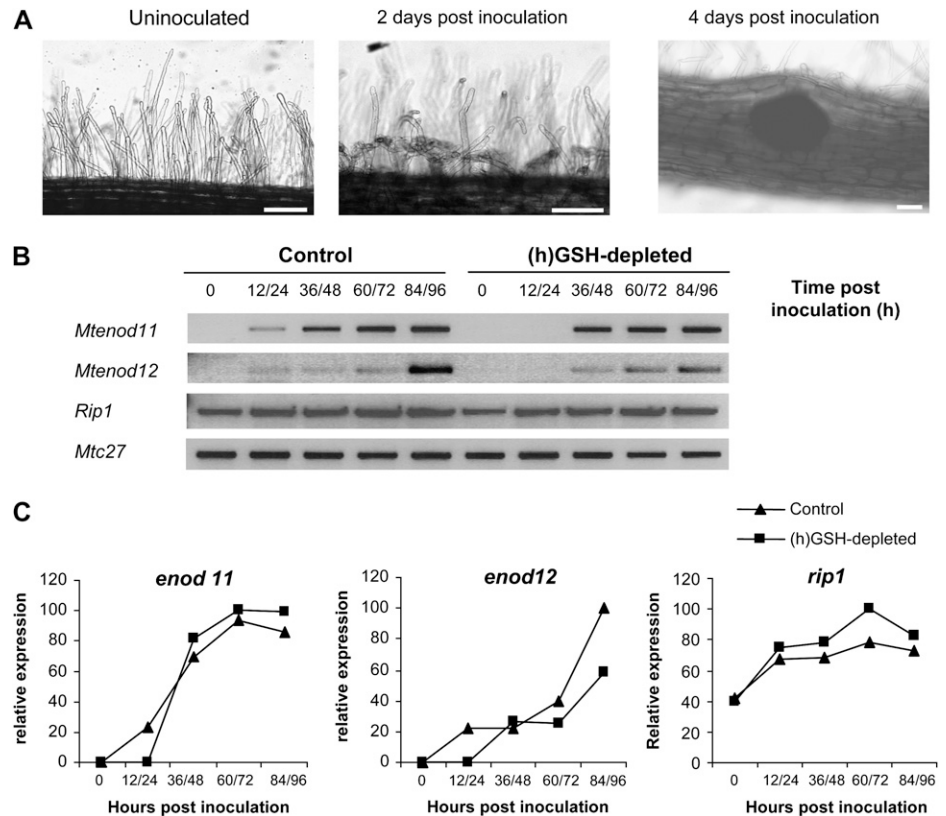 A
Uninoculated 2 days post inoculation 4 days post inoculation
B
Control (h)GSH-depleted
0 12/24 36/48 60/72 84/96 0 12/24 36/48 60/72 84/96 Time post
inoculation (h)
Mtenod11
Mtenod12
Rip1
Mtc27
C
Control
(h)GSH-depleted
enod 11
relative expression
120
100
80
60
40
20
0
0 12/24 36/48 60/72 84/96
Hours post inoculation
enod12
relative expression
120
100
80
60
40
20
0
0 12/24 36/48 60/72 84/96
Hours post inoculation
rip1
Relative expression
120
100
80
60
40
20
0
0 12/24 36/48 60/72 84/96
Hours post inoculation